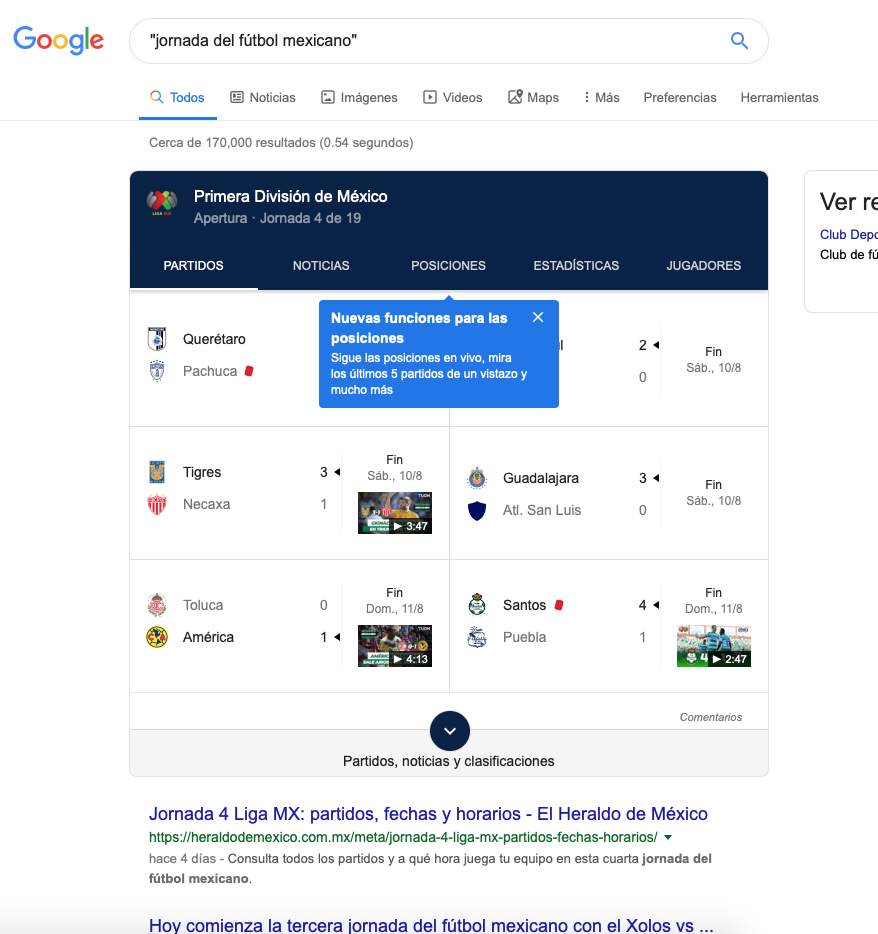 Google
"jornada del fútbol mexicano"
Todos
Noticias
Imágenes
Videos
Maps
Más
Preferencias
Herramientas
Cerca de 170,000 resultados (0.54 segundos)
LIGA MX
Primera División de México
Apertura · Jornada 4 de 19
PARTIDOS
NOTICIAS
POSICIONES
ESTADÍSTICAS
JUGADORES
Nuevas funciones para las
posiciones
Sigue las posiciones en vivo, mira
los últimos 5 partidos de un vistazo y
mucho más
Querétaro
Pachuca
2
0
Fin
Sáb., 10/8
Tigres 3
Necaxa 1
Fin
Sáb., 10/8
3:47
Guadalajara 3
Atl. San Luis 0
Fin
Sáb., 10/8
Toluca 0
América 1
Fin
Dom., 11/8
4:13
Santos 4
Puebla 1
Fin
Dom., 11/8
2:47
Comentarios
Partidos, noticias y clasificaciones
Ver re
Club Depo
Club de fú
Jornada 4 Liga MX: partidos, fechas y horarios - El Heraldo de México
https://heraldodemexico.com.mx/meta/jornada-4-liga-mx-partidos-fechas-horarios/
hace 4 días - Consulta todos los partidos y a qué hora juega tu equipo en esta cuarta jornada del
fútbol mexicano.
Hoy comienza la tercera jornada del fútbol mexicano con el Xolos vs ...